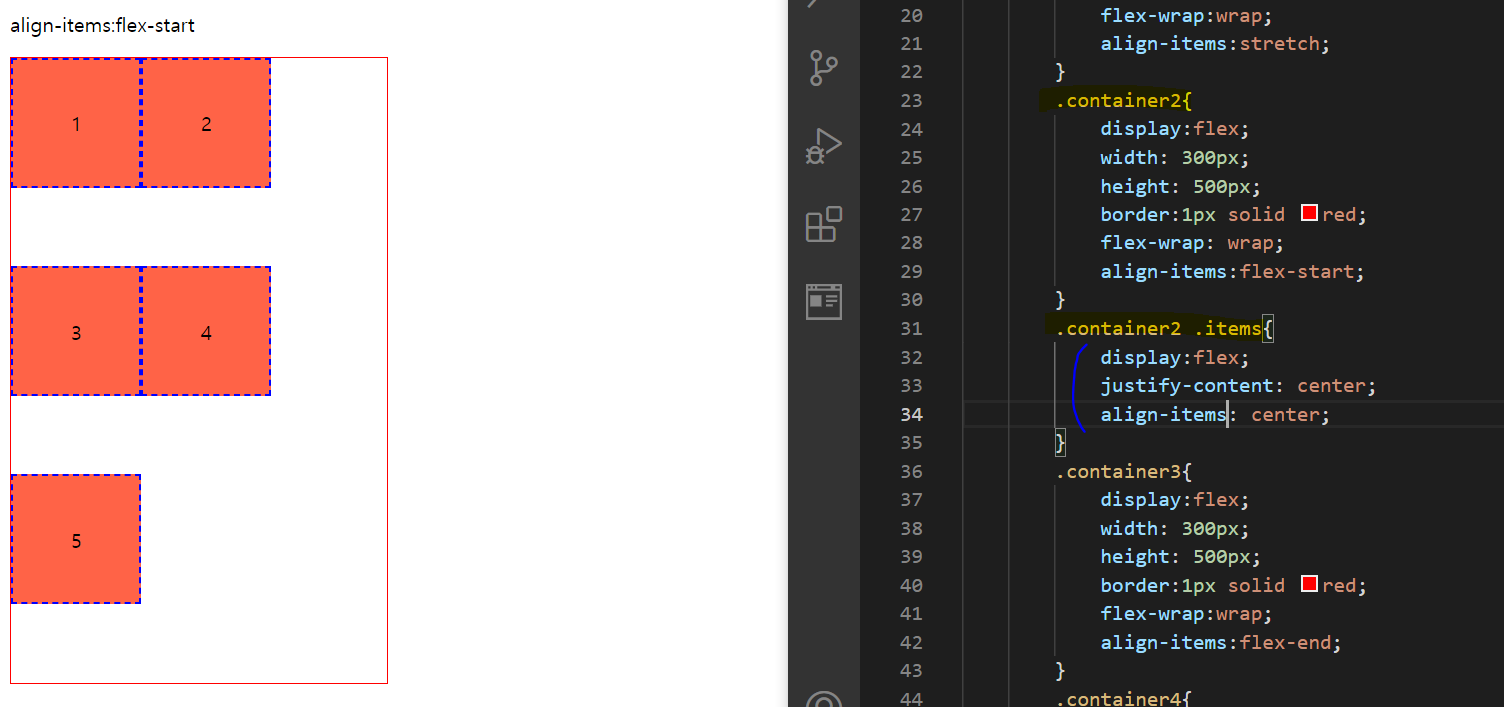 align-items:flex-start
1 2
3 4
5
20 flex-wrap:wrap;
21 align-items:stretch;
22 }
23 .container2{
24 display:flex;
25 width: 300px;
26 height: 500px;
27 border:1px solid red;
28 flex-wrap: wrap;
29 align-items:flex-start;
30 }
31 .container2 .items{
32 display:flex;
33 justify-content: center;
34 align-items: center;
35 }
36 .container3{
37 display:flex;
38 width: 300px;
39 height: 500px;
40 border:1px solid red;
41 flex-wrap:wrap;
42 align-items:flex-end;
43 }
44 .container4{